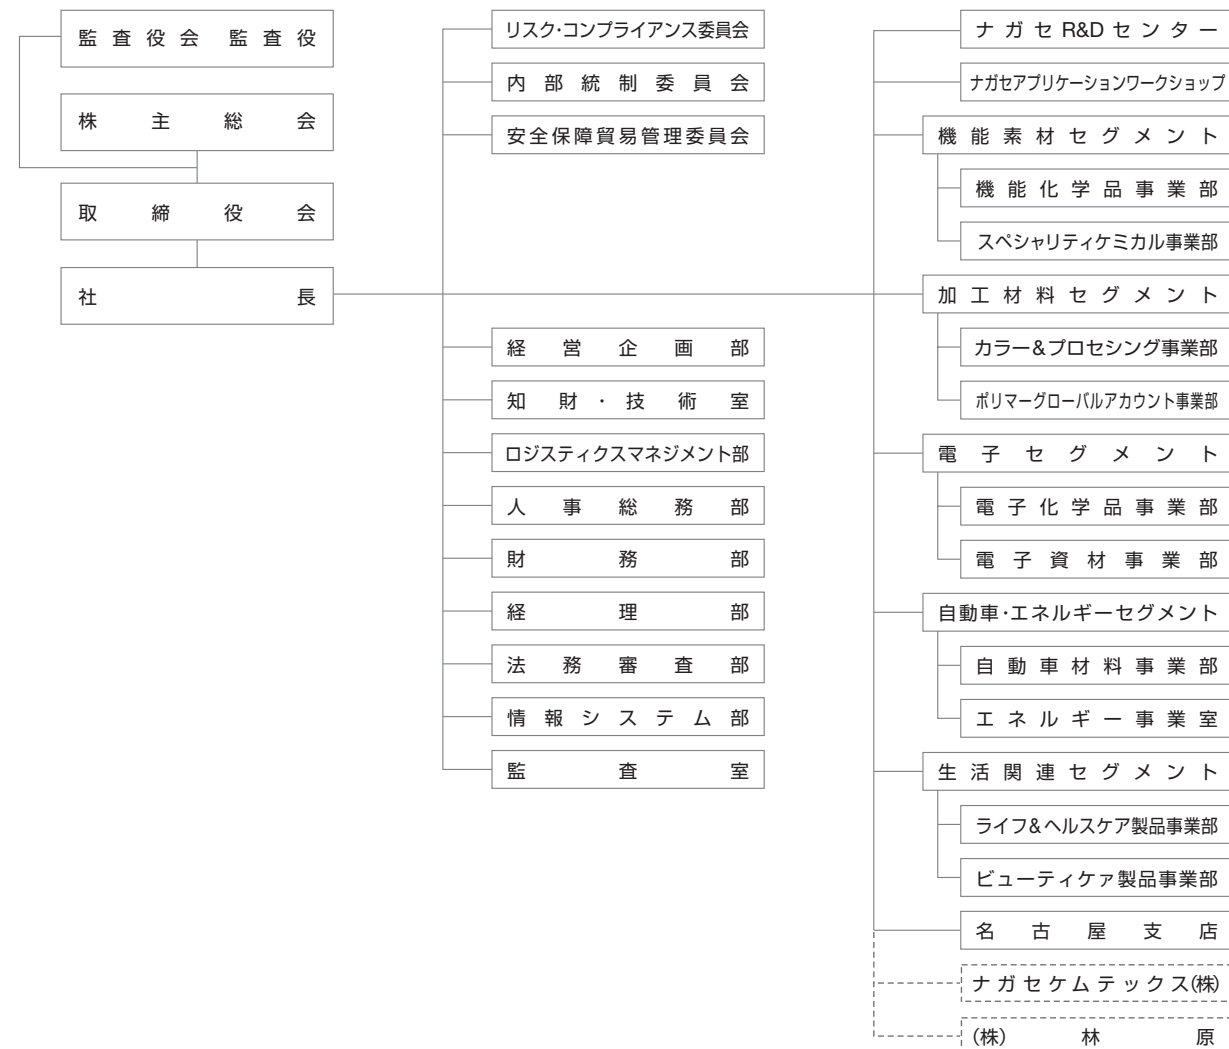 監査役会 監査役
株主総会
取締役会
社長
リスク・コンプライアンス委員会
内部統制委員会
安全保障貿易管理委員会
経営企画部
知財・技術室
ロジスティクスマネジメント部
人事総務部
財務部
経理部
法務審査部
情報システム部
監査室
ナガセR&Dセンター
ナガセアプリケーションワークショップ
機能素材セグメント
機能化学品事業部
スペシャリティケミカル事業部
加工材料セグメント
カラー&プロセシング事業部
ポリマーグローバルアカウント事業部
電子セグメント
電子化学品事業部
電子資材事業部
自動車・エネルギーセグメント
自動車材料事業部
エネルギー事業室
生活関連セグメント
ライフ&ヘルスケア製品事業部
ビューティケァ製品事業部
名古屋支店
ナガセケムテックス(株)
(株)林原